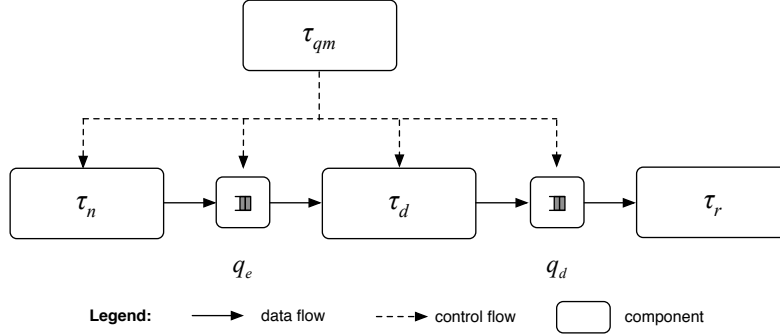 τqm
τn
τd
τr
qe
qd
Legend: data flow control flow component